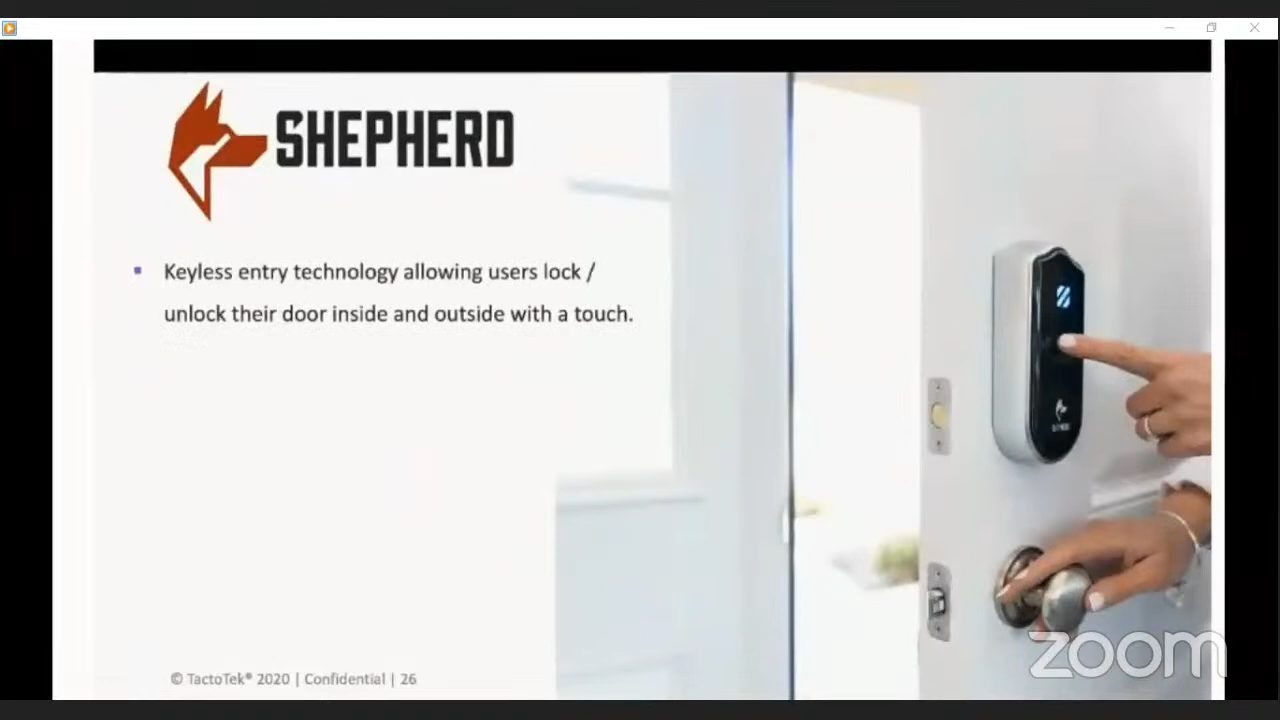 SHEPHERD
Keyless entry technology allowing users lock /
unlock their door inside and outside with a touch.
© TactoTek® 2020 | Confidential | 26
zoom